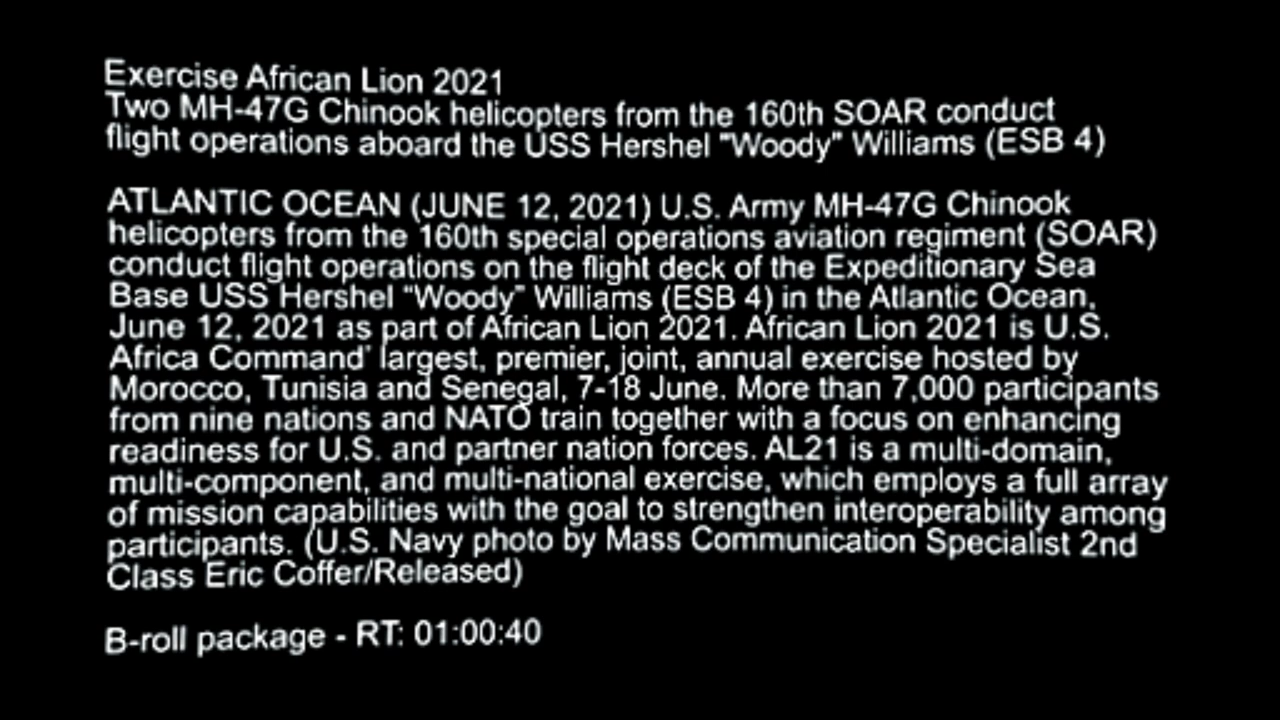 Exercise African Lion 2021
Two MH-47G Chinook helicopters from the 160th SOAR conduct
flight operations aboard the USS Hershel "Woody" Williams (ESB 4)
ATLANTIC OCEAN (JUNE 12, 2021) U.S. Army MH-47G Chinook
helicopters from the 160th special operations aviation regiment (SOAR)
conduct flight operations on the flight deck of the Expeditionary Sea
Base USS Hershel “Woody” Williams (ESB 4) in the Atlantic Ocean,
June 12, 2021 as part of African Lion 2021. African Lion 2021 is U.S.
Africa Command' largest, premier, joint, annual exercise hosted by
Morocco, Tunisia and Senegal, 7-18 June. More than 7,000 participants
from nine nations and NATO train together with a focus on enhancing
readiness for U.S. and partner nation forces. AL21 is a multi-domain,
multi-component, and multi-national exercise, which employs a full array
of mission capabilities with the goal to strengthen interoperability among
participants. (U.S. Navy photo by Mass Communication Specialist 2nd
Class Eric Coffer/Released)
B-roll package - RT: 01:00:40